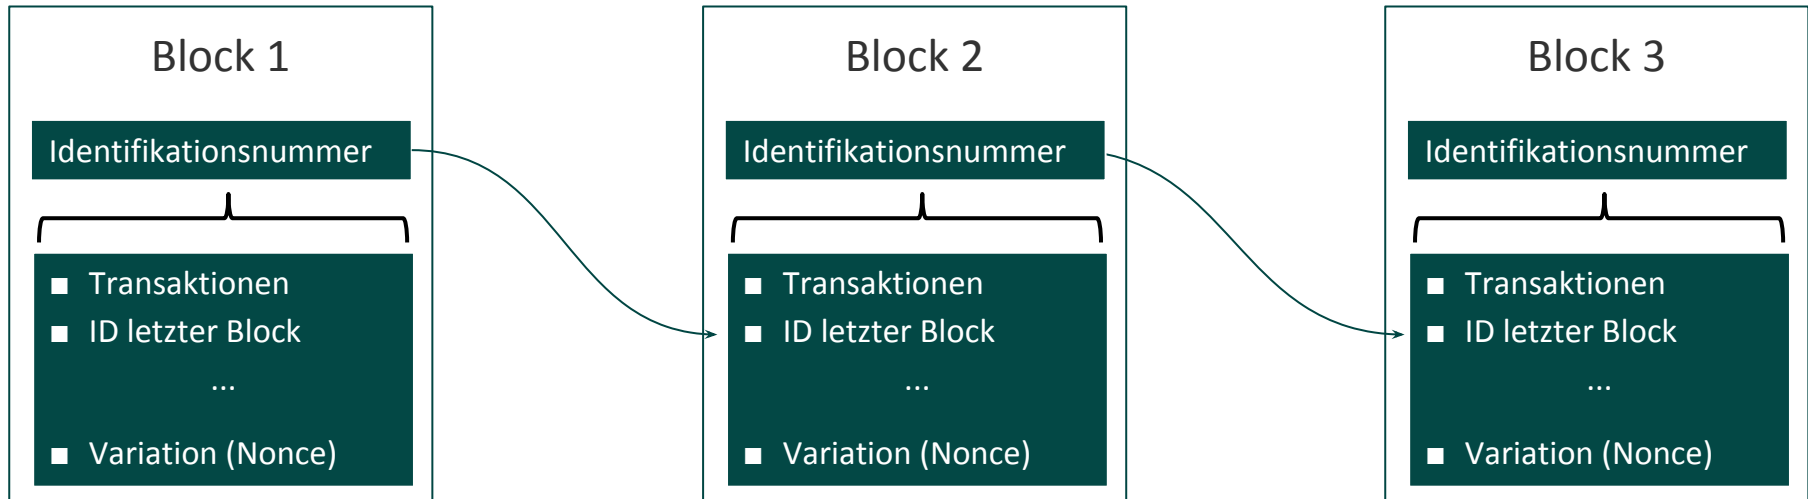 Block 1
Identifikationsnummer
■ Transaktionen
■ ID letzter Block
...
■ Variation (Nonce)
Block 2
Identifikationsnummer
■ Transaktionen
■ ID letzter Block
...
■ Variation (Nonce)
Block 3
Identifikationsnummer
■ Transaktionen
■ ID letzter Block
...
■ Variation (Nonce)